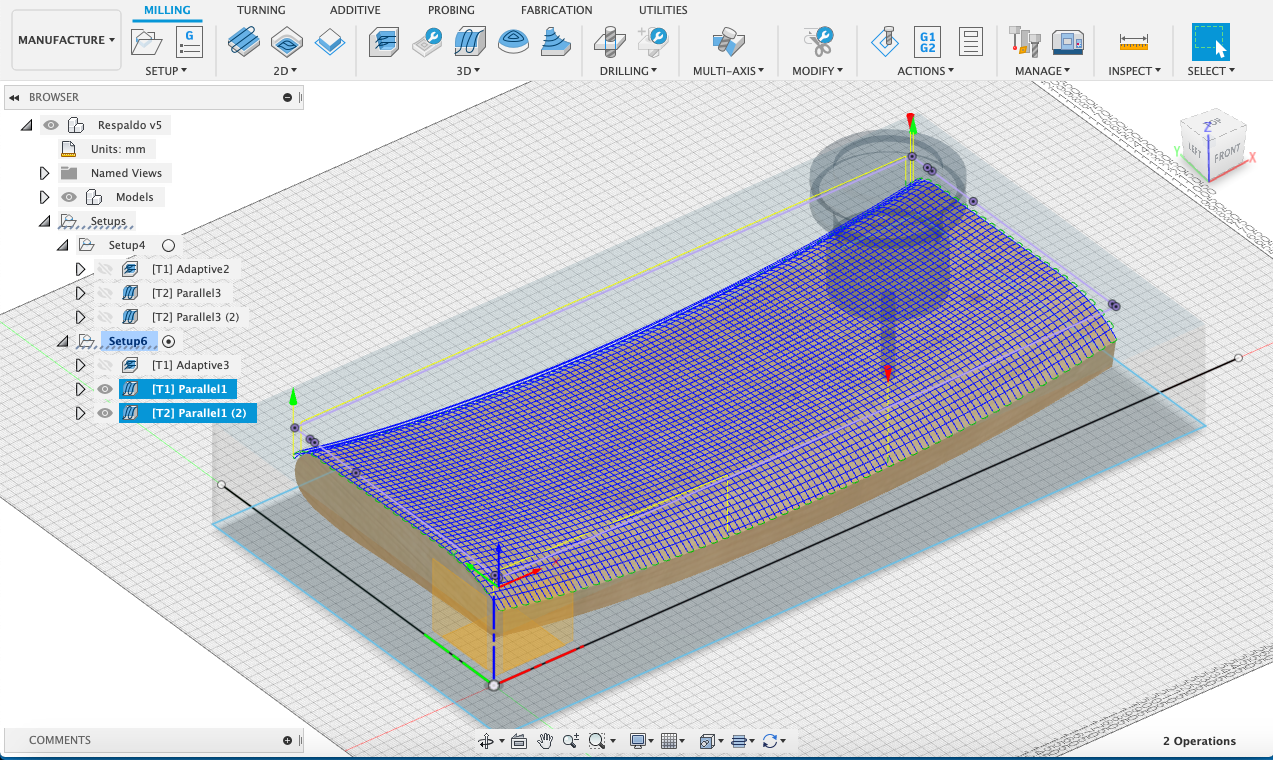 MILLING TURNING ADDITIVE PROBING FABRICATION UTILITIES
MANUFACTURE
G
G1
G2
SETUP 2D 3D DRILLING MULTI-AXIS MODIFY ACTIONS MANAGE INSPECT SELECT
BROWSER
Respaldo v5
Units: mm
Named Views
Models
Setups
Setup4
[T1] Adaptive2
[T2] Parallel3
[T2] Parallel3 (2)
Setup6
[T1] Adaptive3
[T1] Parallel1
[T2] Parallel1 (2)
TOP
Z
LEFT FRONT
Y X
COMMENTS
2 Operations